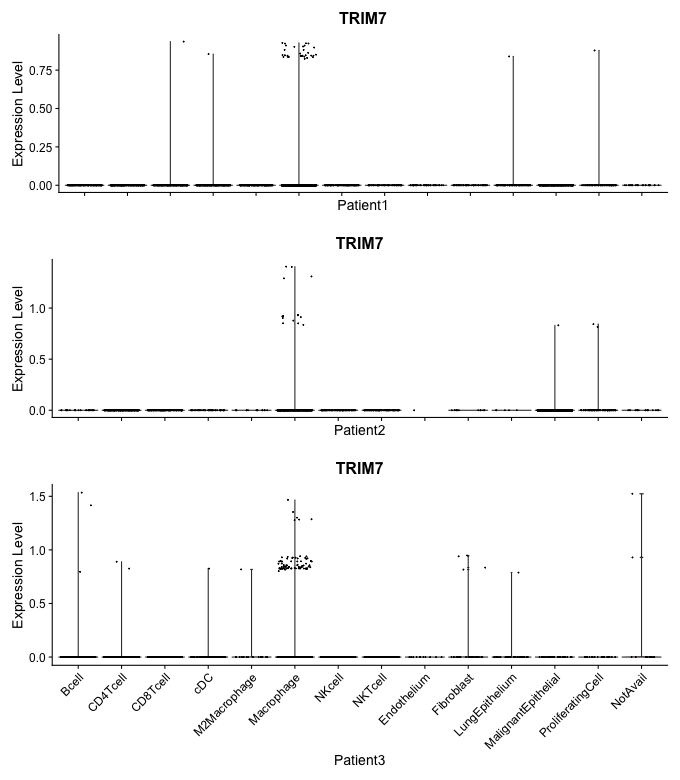 TRIM7
Expression Level
0.75
0.50
0.25
0.00
Patient1
TRIM7
Expression Level
1.0
0.5
0.0
Patient2
TRIM7
Expression Level
1.5
1.0
0.5
0.0
Bcell
CD4Tcell
CD8Tcell
cDC
M2Macrophage
Macrophage
NKcell
NKTcell
Endothelium
Fibroblast
LungEpithelium
MalignantEpithelial
ProliferatingCell
NotAvail
Patient3